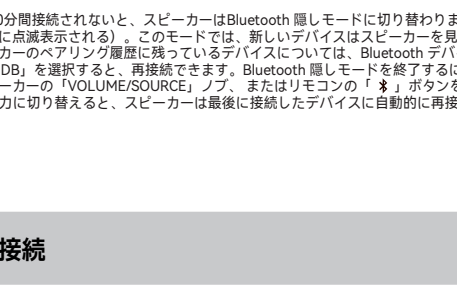 0分間接続されないと、スピーカーはBluetooth 隠しモードに切り替わりま
に点滅表示される）。このモードでは、新しいデバイスはスピーカーを見
カーのペアリング履歴に残っているデバイスについては、Bluetooth デバ
DB」を選択すると、再接続できます。Bluetooth 隠しモードを終了するに
ーカーの「VOLUME/SOURCE」ノブ、 またはリモコンの「 」ボタンを
力に切り替えると、スピーカーは最後に接続したデバイスに自動的に再接
接続